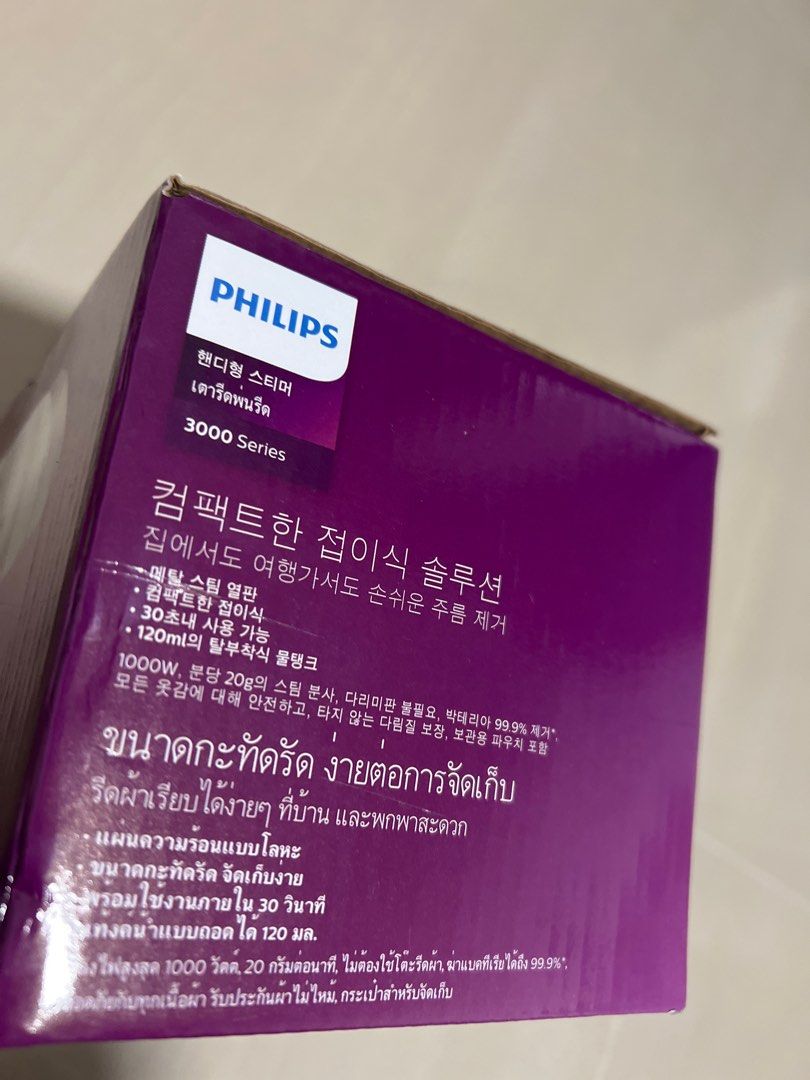 PHILIPS
핸디형 스티머
เตารีดพ่นรีด
3000 Series
컴팩트한 접이식 솔루션
집에서도 여행가서도 손쉬운 주름 제거
• 메탈 스팀 열판
• 컴팩트한 접이식
• 30초내 사용 가능
• 120ml의 탈부착식 물탱크
1000W, 분당 20g의 스팀 분사, 다리미판 불필요, 박테리아 99.9% 제거*.
모든 옷감에 대해 안전하고, 타지 않는 다림질 보장, 보관용 파우치 포함
ขนาดกะทัดรัด ง่ายต่อการจัดเก็บ
รีดผ้าเรียบได้ง่ายๆ ที่บ้าน และพกพาสะดวก
• แผ่นความร้อนแบบโลหะ
• ขนาดกะทัดรัด จัดเก็บง่าย
พร้อมใช้งานภายใน 30 วินาที
แท้งค์น้ำแบบถอดได้ 120 มล.
1000 วัตต์, 20 กรัมต่อนาที, ไม่ต้องใช้โต๊ะรีดผ้า, ฆ่าแบคทีเรียได้ถึง 99.9%*.
รับประกันผ้าไม่ไหม้, กระเป๋าสำหรับจัดเก็บ